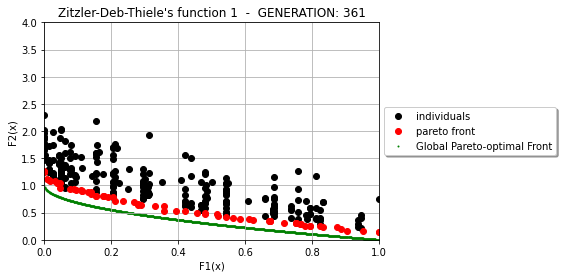 Zitzler-Deb-Thiele's function 1 - GENERATION: 361
4.0
3.5
3.0
2.5
2.0
1.5
1.0
0.5
0.0
F2(x)
0.0 0.2 0.4 0.6 0.8 1.0
F1(x)
individuals
pareto front
Global Pareto-optimal Front